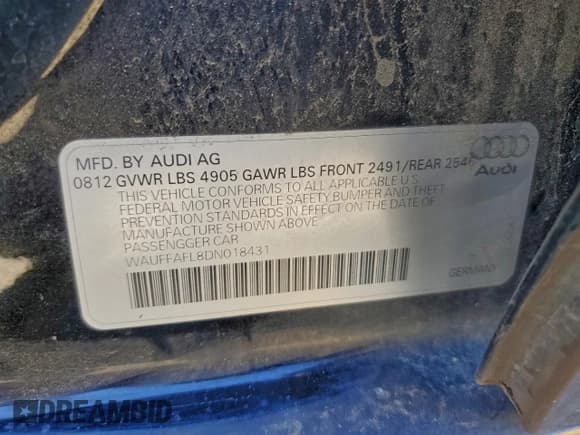 MFD. BY AUDI AG
0812 GVWR LBS 4905 GAWR LBS FRONT 2491/REAR 2546
Audi
THIS VEHICLE CONFORMS TO ALL APPLICABLE U.S.
FEDERAL MOTOR VEHICLE SAFETY, BUMPER AND THEFT
PREVENTION STANDARDS IN EFFECT ON THE DATE OF
MANUFACTURE SHOWN ABOVE
PASSENGER CAR
WAUFFAFL8DN018431
GERMANY
DREAMBID